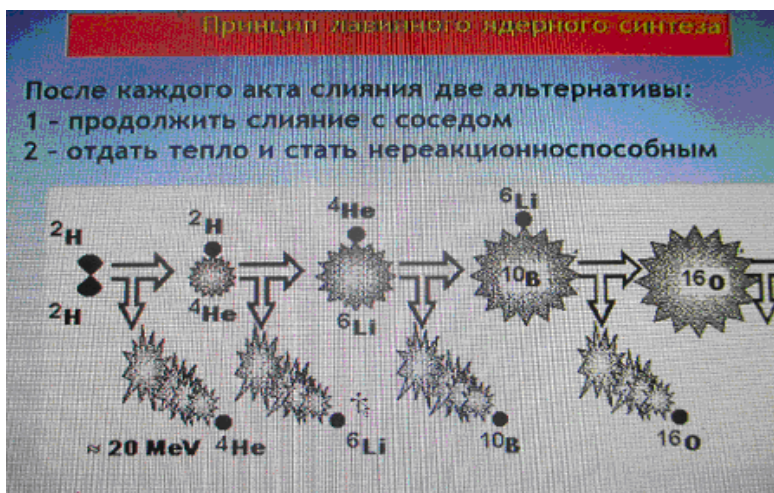 Принцип лавинного ядерного синтеза
После каждого акта слияния две альтернативы:
1 - продолжить слияние с соседом
2 - отдать тепло и стать нереакционноспособным
²H
²H
²H
⁴He
⁴He
⁶Li
⁶Li
¹⁰B
¹⁶O
≈ 20 MeV ⁴He
⁶Li
¹⁰B
¹⁶O